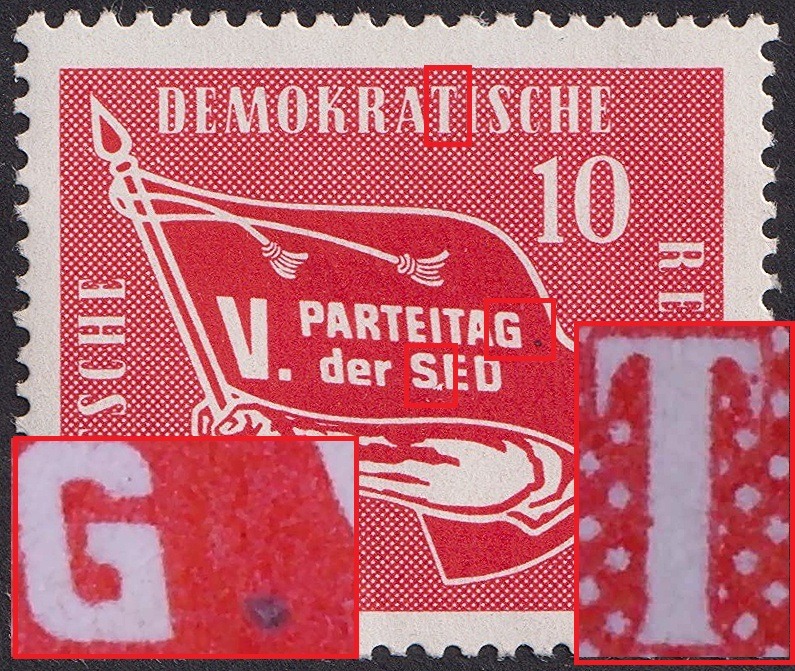 DEMOKRATISCHE
10
SCHE
RE
V. PARTEITAG
der SED
G
T